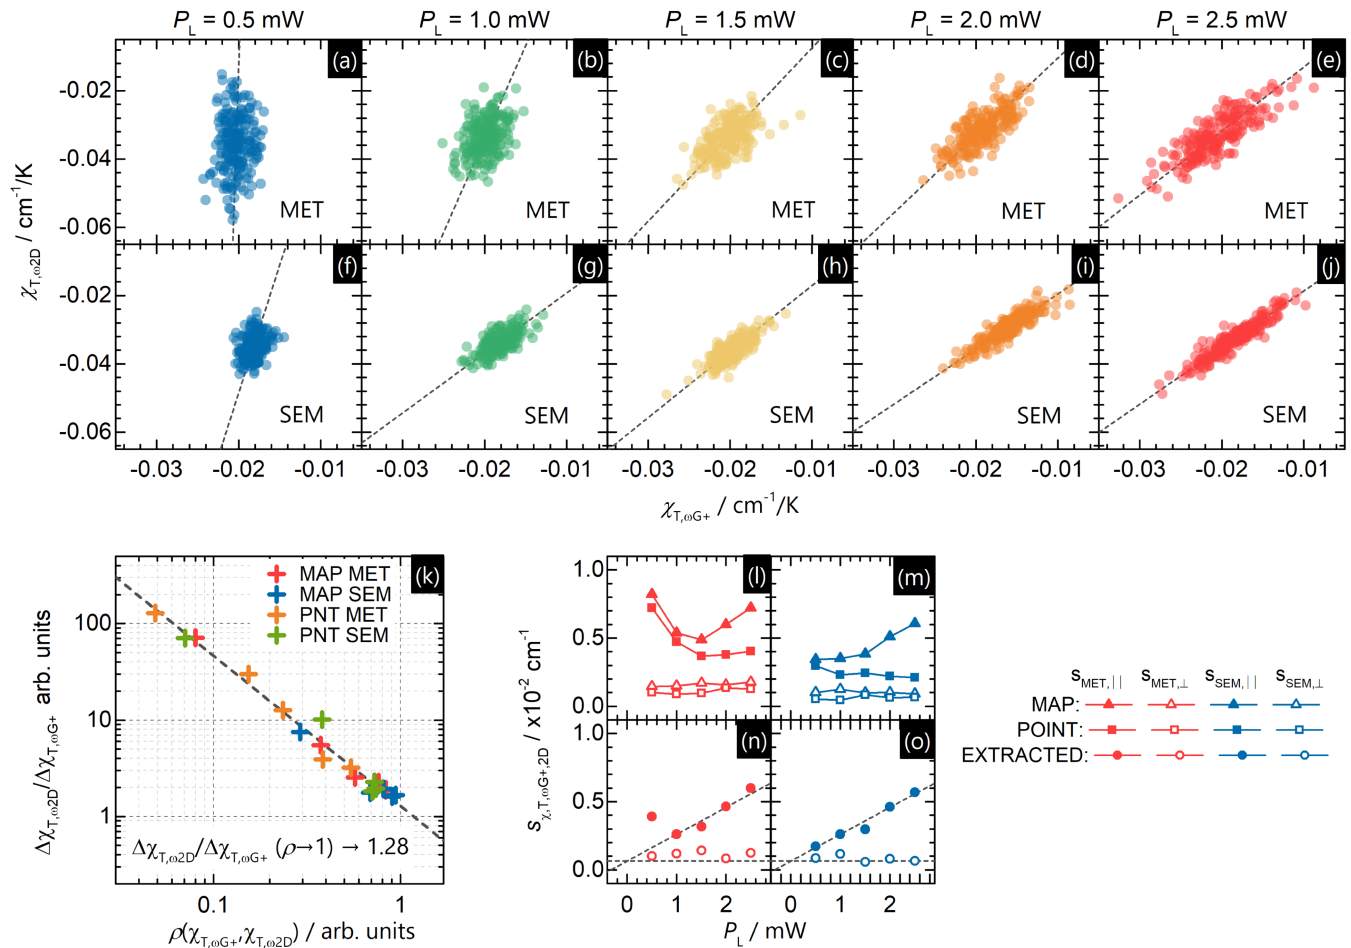 P_L = 0.5 mW P_L = 1.0 mW P_L = 1.5 mW P_L = 2.0 mW P_L = 2.5 mW
(a) (b) (c) (d) (e)
-0.02
-0.04
-0.06
MET MET MET MET MET
χ_T,ω2D / cm⁻¹/K
(f) (g) (h) (i) (j)
-0.02
-0.04
-0.06
SEM SEM SEM SEM SEM
-0.03 -0.02 -0.01 -0.03 -0.02 -0.01 -0.03 -0.02 -0.01 -0.03 -0.02 -0.01 -0.03 -0.02 -0.01
χ_T,ωG+ / cm⁻¹/K
(k)
MAP MET
MAP SEM
PNT MET
PNT SEM
100
10
1
Δχ_T,ω2D/Δχ_T,ωG+ arb. units
Δχ_T,ω2D/Δχ_T,ωG+ (ρ→1) → 1.28
0.1 1
ρ(χ_T,ωG+,χ_T,ω2D) / arb. units
(l) (m)
1.0
0.5
0.0
(n) (o)
1.0
0.5
0.0
s_χ,T,ωG+,2D / x10⁻² cm⁻¹
0 1 2 0 1 2
P_L / mW
s_MET,|| s_MET,⊥ s_SEM,|| s_SEM,⊥
MAP:
POINT:
EXTRACTED: